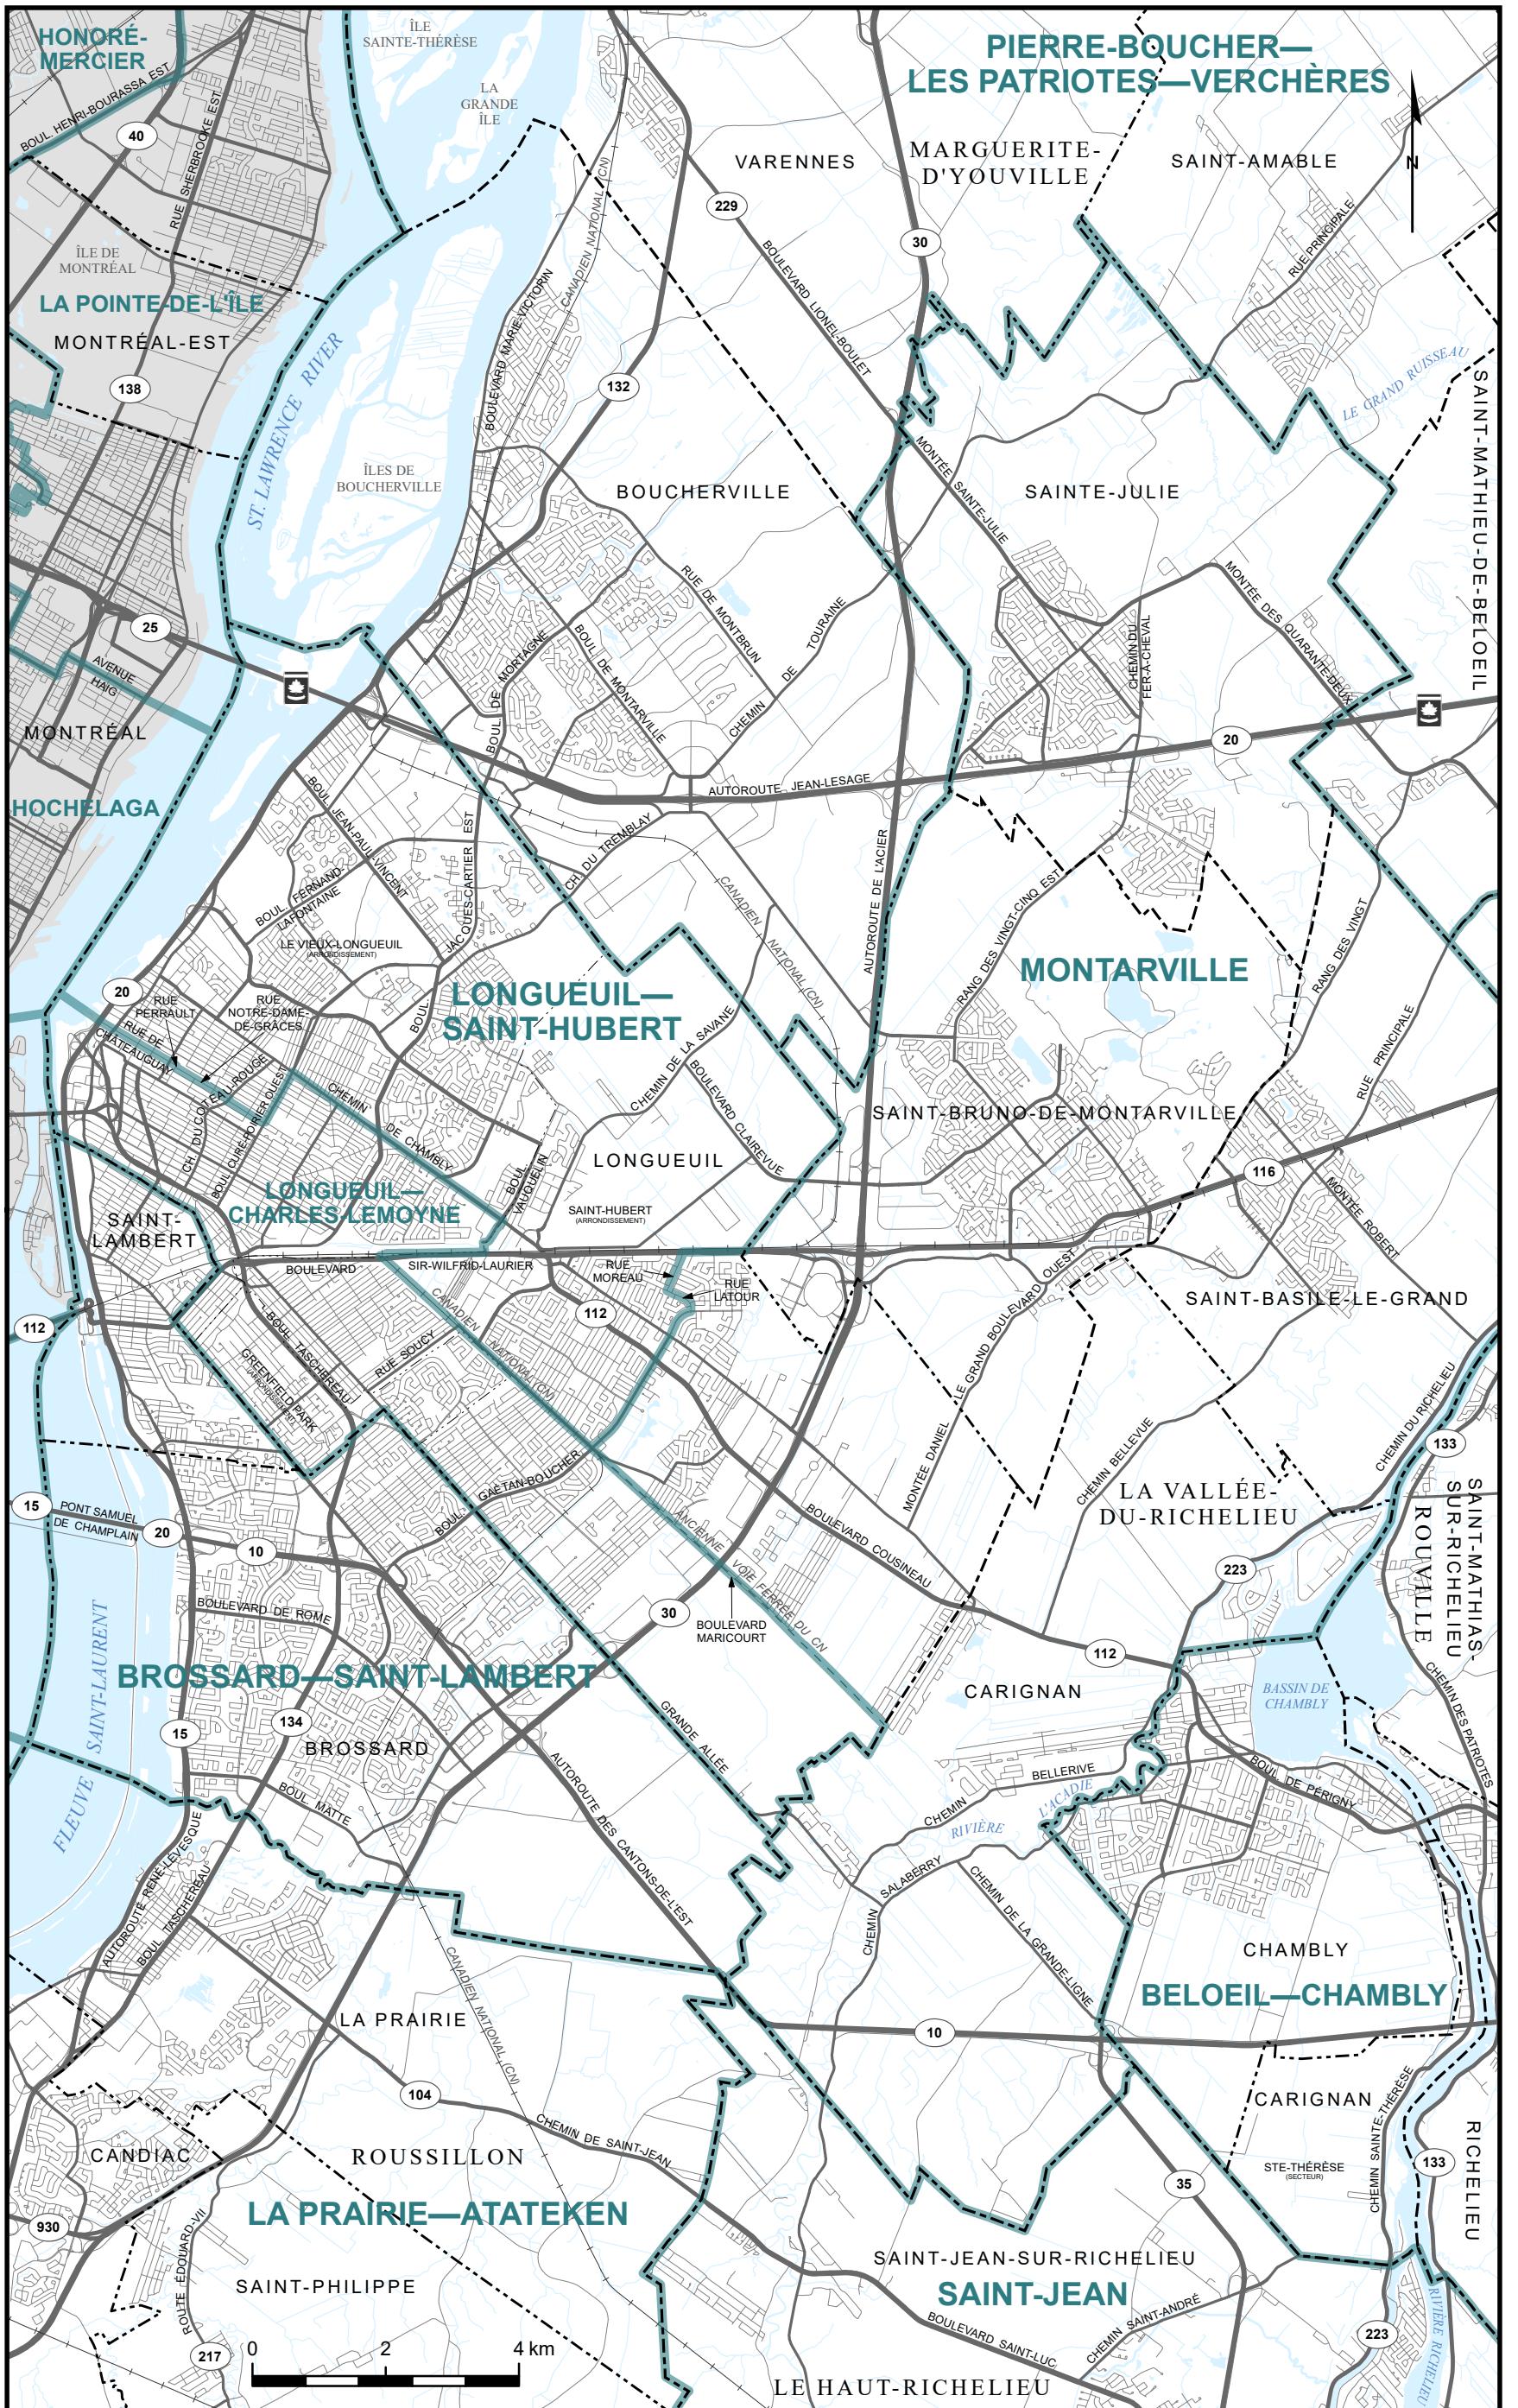 HONORÉ-
MERCIER
BOUL. HENRI-BOURASSA EST
40
RUE SHERBROOKE EST
ÎLE
SAINTE-THÉRÈSE
LA
GRANDE
ÎLE
PIERRE-BOUCHER—
LES PATRIOTES—VERCHÈRES
VARENNES
MARGUERITE-
D'YOUVILLE
SAINT-AMABLE
N
229
30
CANADIEN NATIONAL (CN)
RUE PRINCIPALE
ÎLE DE
MONTRÉAL
LA POINTE-DE-L'ÎLE
MONTRÉAL-EST
138
ST. LAWRENCE RIVER
BOULEVARD MARIE-VICTORIN
132
BOULEVARD LIONEL-BOULET
LE GRAND RUISSEAU
SAINT-MATHIEU-DE-BELOEIL
ÎLES DE
BOUCHERVILLE
BOUCHERVILLE
MONTÉE SAINTE-JULIE
SAINTE-JULIE
25
AVENUE
HAIG
MONTRÉAL
HOCHELAGA
RUE DE MONTBRUN
BOUL. DE MORTAGNE
BOUL. DE MONTARVILLE
CHEMIN DE TOURAINE
CHEMIN DU
FER-À-CHEVAL
MONTÉE DES QUARANTE-DEUX
20
AUTOROUTE JEAN-LESAGE
BOUL. JEAN-PAUL-VINCENT
BOUL. FERNAND-
LAFONTAINE
JACQUES-CARTIER EST
BOUL.
CH. DU TREMBLAY
CANADIEN NATIONAL (CN)
AUTOROUTE DE L'ACIER
RANG DES VINGT-CINQ EST
RANG DES VINGT
LE VIEUX-LONGUEUIL
(ARRONDISSEMENT)
MONTARVILLE
LONGUEUIL—
SAINT-HUBERT
20
RUE
PERRAULT
RUE
NOTRE-DAME-
DE-GRÂCES
RUE DE
CHÂTEAUGUAY
CH. DU COTEAU-ROUGE
BOUL. CURÉ-POIRIER OUEST
CHEMIN
DE CHAMBLY
CHEMIN DE LA SAVANE
BOULEVARD CLAIREVUE
RUE PRINCIPALE
SAINT-BRUNO-DE-MONTARVILLE
LONGUEUIL
BOUL.
VAUQUELIN
116
MONTÉE ROBERT
LONGUEUIL—
CHARLES-LEMOYNE
SAINT-
LAMBERT
SAINT-HUBERT
(ARRONDISSEMENT)
BOULEVARD SIR-WILFRID-LAURIER
RUE
MOREAU
RUE
LATOUR
112
112
SAINT-BASILE-LE-GRAND
BOUL. TASCHEREAU
GREENFIELD PARK
(ARRONDISSEMENT)
RUE SOUCY
CANADIEN NATIONAL (CN)
LE GRAND BOULEVARD OUEST
MONTÉE DANIEL
CHEMIN BELLEVUE
CHEMIN DU RICHELIEU
133
LA VALLÉE-
DU-RICHELIEU
ROUVILLE
SAINT-MATHIAS-
SUR-RICHELIEU
BOUL. GAÉTAN-BOUCHER
15
PONT SAMUEL
DE CHAMPLAIN
20
10
ANCIENNE VOIE FERRÉE DU CN
BOULEVARD COUSINEAU
223
BOULEVARD DE ROME
30
BOULEVARD
MARICOURT
112
FLEUVE SAINT-LAURENT
BROSSARD—SAINT-LAMBERT
CARIGNAN
BASSIN DE
CHAMBLY
CHEMIN DES PATRIOTES
15
134
BROSSARD
GRANDE ALLÉE
AUTOROUTE DES CANTONS-DE-L'EST
BOUL. MATTE
CHEMIN BELLERIVE
RIVIÈRE L'ACADIE
BOUL. DE PÉRIGNY
AUTOROUTE RENÉ-LÉVESQUE
BOUL. TASCHEREAU
CHEMIN SALABERRY
CHEMIN DE LA GRANDE-LIGNE
CHAMBLY
BELOEIL—CHAMBLY
CANADIEN NATIONAL (CN)
LA PRAIRIE
10
104
CHEMIN DE SAINT-JEAN
CARIGNAN
STE-THÉRÈSE
(SECTEUR)
CHEMIN SAINTE-THÉRÈSE
133
RICHELIEU
CANDIAC
ROUSSILLON
LA PRAIRIE—ATATEKEN
35
930
ROUTE ÉDOUARD-VII
SAINT-PHILIPPE
SAINT-JEAN-SUR-RICHELIEU
SAINT-JEAN
BOULEVARD SAINT-LUC
CHEMIN SAINT-ANDRÉ
223
RIVIÈRE RICHELIEU
217
0 2 4 km
LE HAUT-RICHELIEU